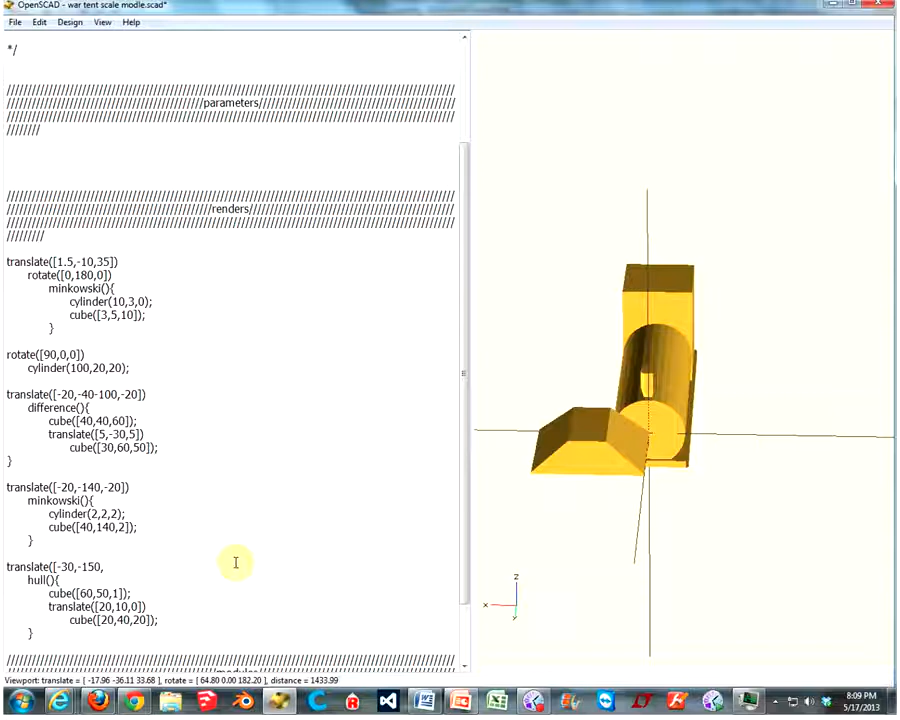 OpenSCAD - war tent scale modle.scad*
File Edit Design View Help
*/
////////////////////////////////////////////////////////////////////////////////////////////////////////////
/////////////////////////////////////////////////parameters///////////////////////////////////////////////
////////////////////////////////////////////////////////////////////////////////////////////////////////////
////////
////////////////////////////////////////////////////////////////////////////////////////////////////////////
///////////////////////////////////////////////////renders/////////////////////////////////////////////////
////////////////////////////////////////////////////////////////////////////////////////////////////////////
/////////
translate([1.5,-10,35])
rotate([0,180,0])
minkowski(){
cylinder(10,3,0);
cube([3,5,10]);
}
rotate([90,0,0])
cylinder(100,20,20);
translate([-20,-40-100,-20])
difference(){
cube([40,40,60]);
translate([5,-30,5])
cube([30,60,50]);
}
translate([-20,-140,-20])
minkowski(){
cylinder(2,2,2);
cube([40,140,2]);
}
translate([-30,-150,
hull(){
cube([60,50,1]);
translate([20,10,0])
cube([20,40,20]);
}
////////////////////////////////////////////////////////////////////////////////////////////////////////////
z
x
y
Viewport: translate = [ -17.96 -36.11 33.68 ], rotate = [ 64.80 0.00 182.20 ], distance = 1433.99
8:09 PM
5/17/2013